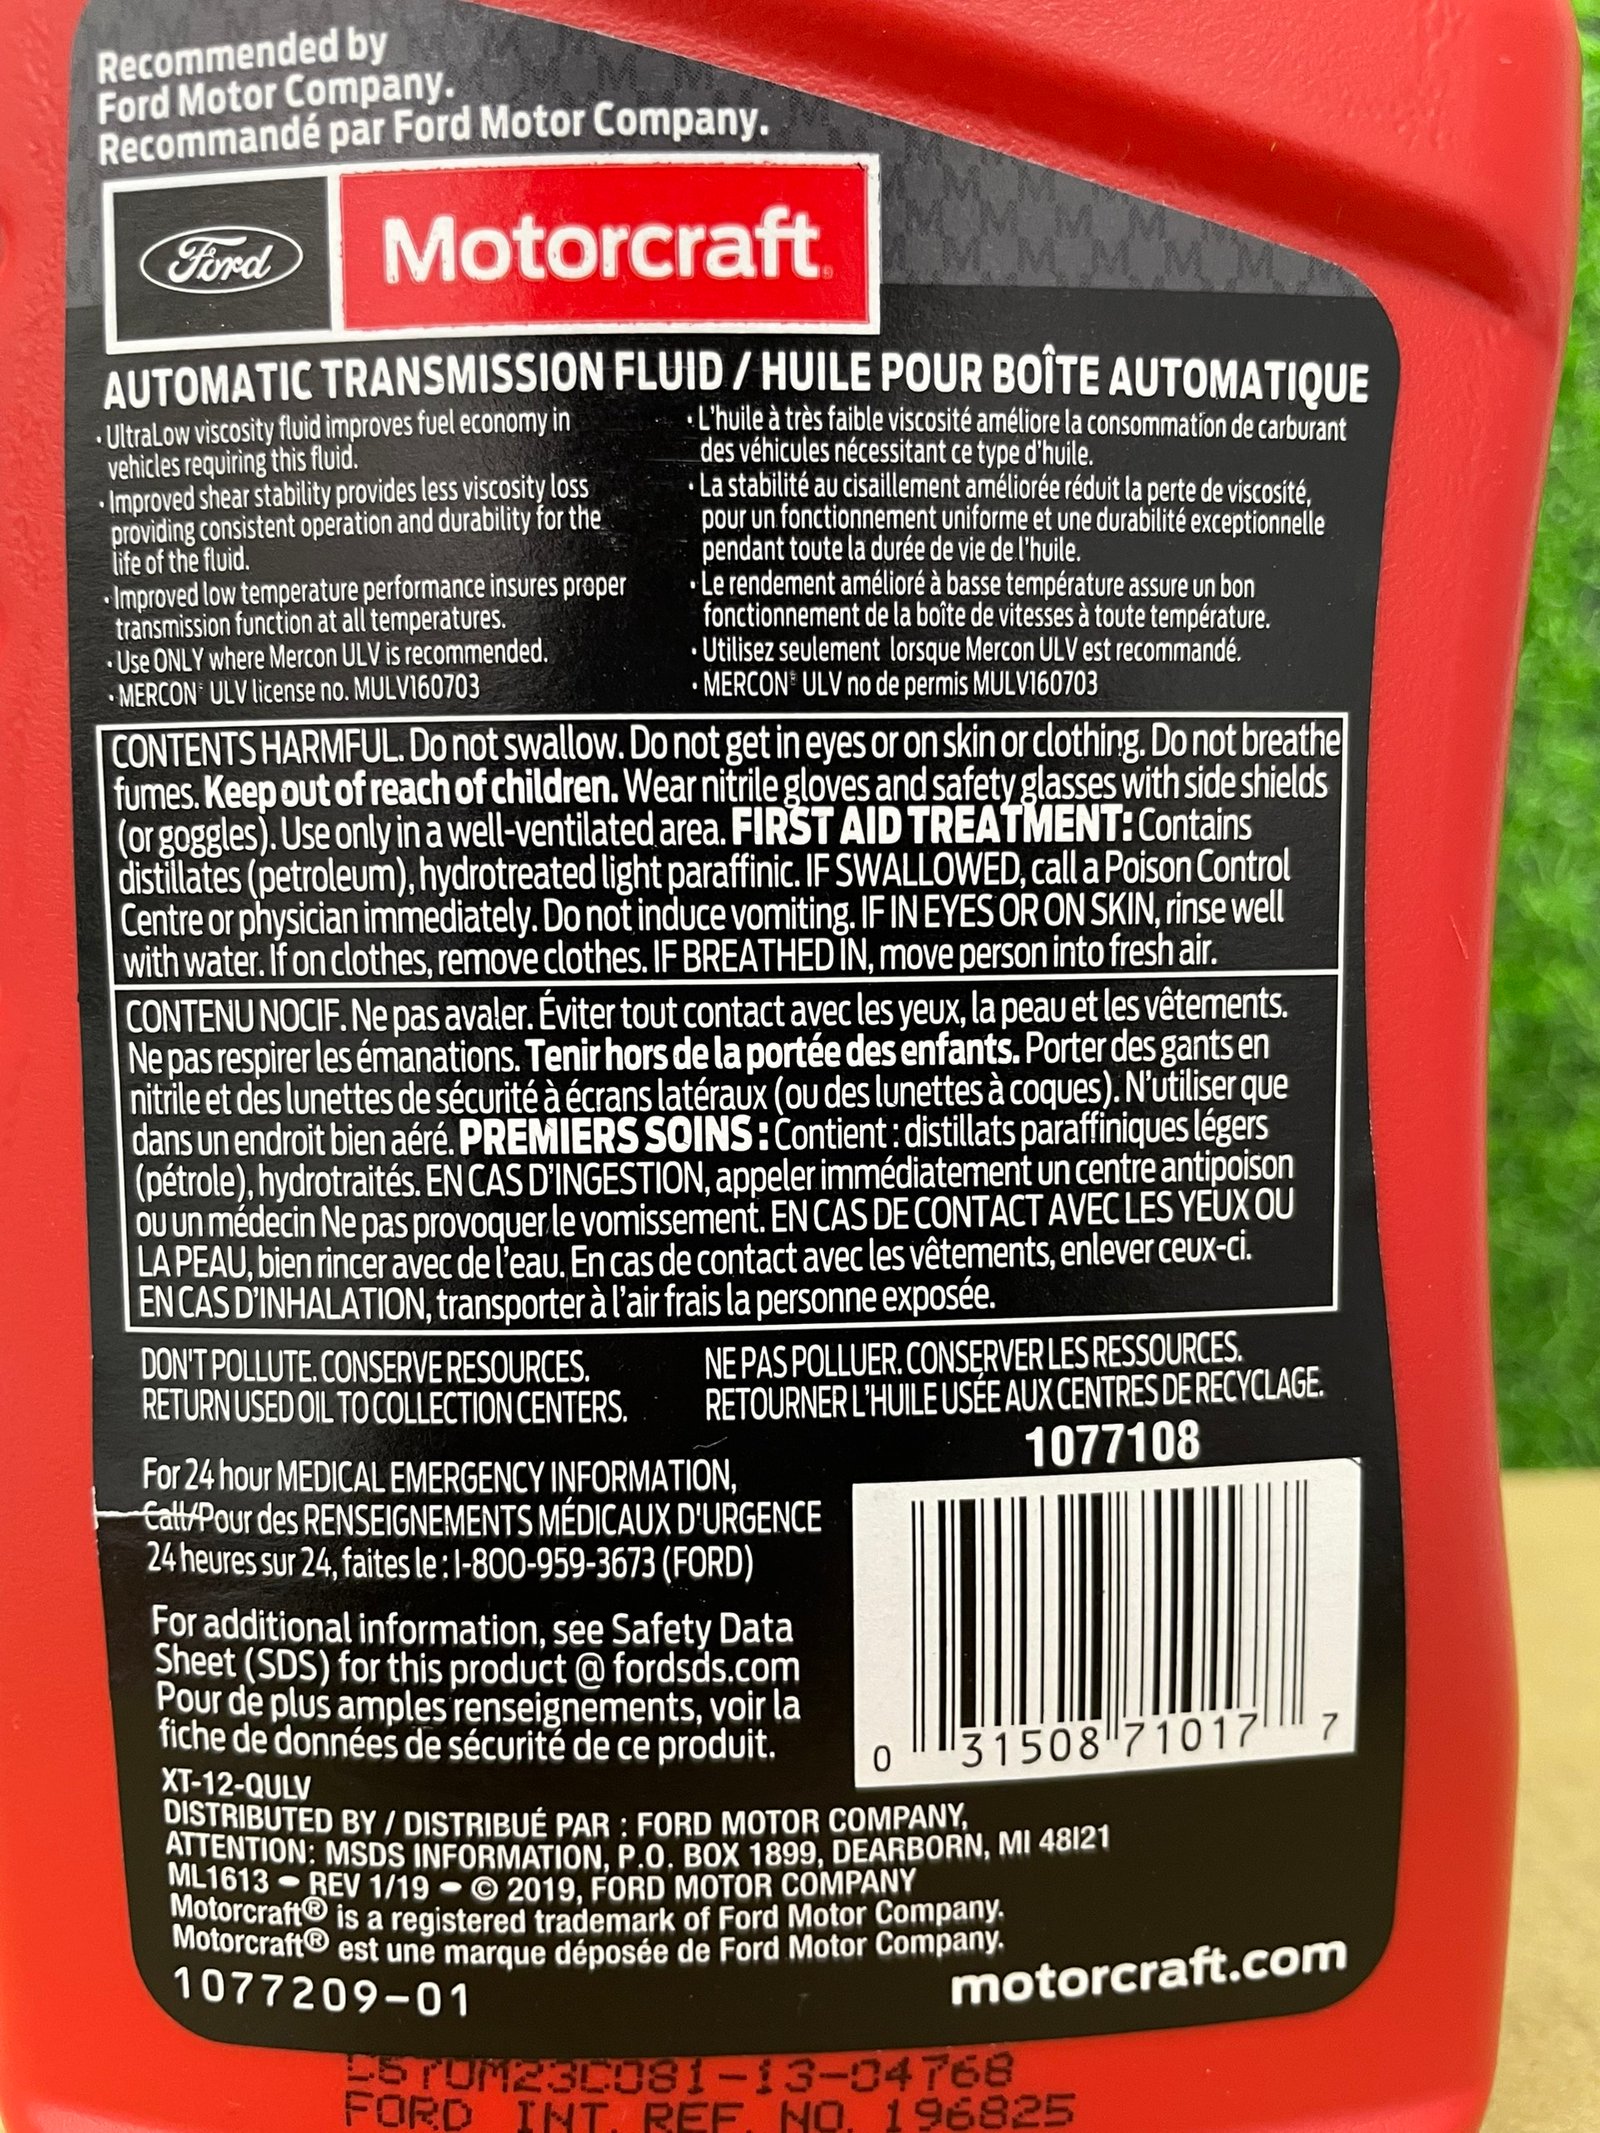 Recommended by
Ford Motor Company.
Recommandé par Ford Motor Company.
Ford
Motorcraft®
AUTOMATIC TRANSMISSION FLUID / HUILE POUR BOÎTE AUTOMATIQUE
• UltraLow viscosity fluid improves fuel economy in
vehicles requiring this fluid.
• Improved shear stability provides less viscosity loss
providing consistent operation and durability for the
life of the fluid.
• Improved low temperature performance insures proper
transmission function at all temperatures.
• Use ONLY where Mercon ULV is recommended.
• MERCON® ULV license no. MULV160703
• L'huile à très faible viscosité améliore la consommation de carburant
des véhicules nécessitant ce type d'huile.
• La stabilité au cisaillement améliorée réduit la perte de viscosité,
pour un fonctionnement uniforme et une durabilité exceptionnelle
pendant toute la durée de vie de l'huile.
• Le rendement amélioré à basse température assure un bon
fonctionnement de la boîte de vitesses à toute température.
• Utilisez seulement lorsque Mercon ULV est recommandé.
• MERCON® ULV no de permis MULV160703
CONTENTS HARMFUL. Do not swallow. Do not get in eyes or on skin or clothing. Do not breathe
fumes. Keep out of reach of children. Wear nitrile gloves and safety glasses with side shields
(or goggles). Use only in a well-ventilated area. FIRST AID TREATMENT: Contains
distillates (petroleum), hydrotreated light paraffinic. IF SWALLOWED, call a Poison Control
Centre or physician immediately. Do not induce vomiting. IF IN EYES OR ON SKIN, rinse well
with water. If on clothes, remove clothes. IF BREATHED IN, move person into fresh air.
CONTENU NOCIF. Ne pas avaler. Éviter tout contact avec les yeux, la peau et les vêtements.
Ne pas respirer les émanations. Tenir hors de la portée des enfants. Porter des gants en
nitrile et des lunettes de sécurité à écrans latéraux (ou des lunettes à coques). N'utiliser que
dans un endroit bien aéré. PREMIERS SOINS : Contient : distillats paraffiniques légers
(pétrole), hydrotraités. EN CAS D'INGESTION, appeler immédiatement un centre antipoison
ou un médecin Ne pas provoquer le vomissement. EN CAS DE CONTACT AVEC LES YEUX OU
LA PEAU, bien rincer avec de l'eau. En cas de contact avec les vêtements, enlever ceux-ci.
EN CAS D'INHALATION, transporter à l'air frais la personne exposée.
DON'T POLLUTE. CONSERVE RESOURCES.
RETURN USED OIL TO COLLECTION CENTERS.
NE PAS POLLUER. CONSERVER LES RESSOURCES.
RETOURNER L'HUILE USÉE AUX CENTRES DE RECYCLAGE.
1077108
For 24 hour MEDICAL EMERGENCY INFORMATION,
Call/Pour des RENSEIGNEMENTS MÉDICAUX D'URGENCE
24 heures sur 24, faites le : 1-800-959-3673 (FORD)
For additional information, see Safety Data
Sheet (SDS) for this product @ fordsds.com
Pour de plus amples renseignements, voir la
fiche de données de sécurité de ce produit.
0 31508 71017 7
XT-12-QULV
DISTRIBUTED BY / DISTRIBUÉ PAR : FORD MOTOR COMPANY,
ATTENTION: MSDS INFORMATION, P.O. BOX 1899, DEARBORN, MI 48121
ML1613 – REV 1/19 – © 2019, FORD MOTOR COMPANY
Motorcraft® is a registered trademark of Ford Motor Company.
Motorcraft® est une marque déposée de Ford Motor Company.
1077209-01
motorcraft.com
FORD INT. REF. NO. 196825